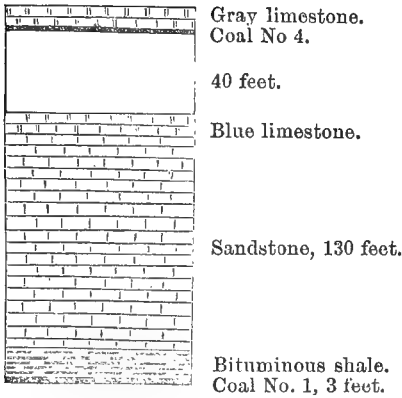 Gray limestone.
Coal No 4.
40 feet.
Blue limestone.
Sandstone, 130 feet.
Bituminous shale.
Coal No. 1, 3 feet.